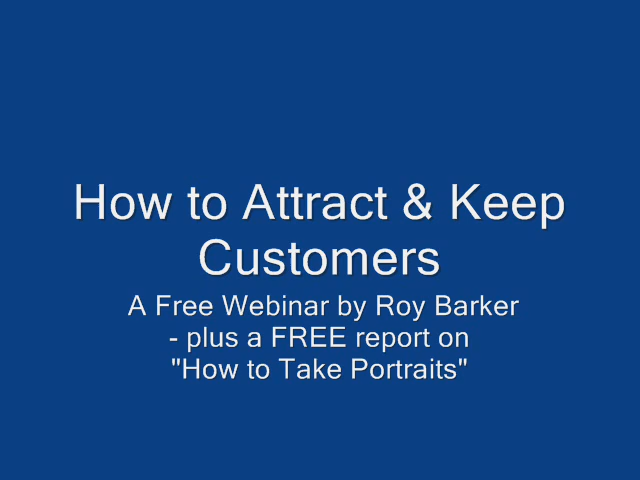 How to Attract & Keep
Customers
A Free Webinar by Roy Barker
- plus a FREE report on
"How to Take Portraits"